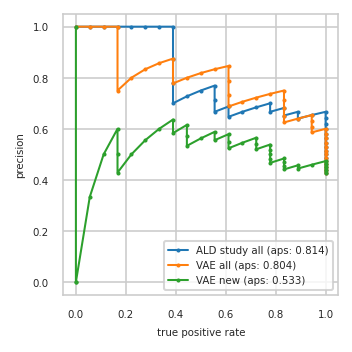 1.0
0.8
0.6
0.4
0.2
0.0
precision
0.0 0.2 0.4 0.6 0.8 1.0
true positive rate
ALD study all (aps: 0.814)
VAE all (aps: 0.804)
VAE new (aps: 0.533)